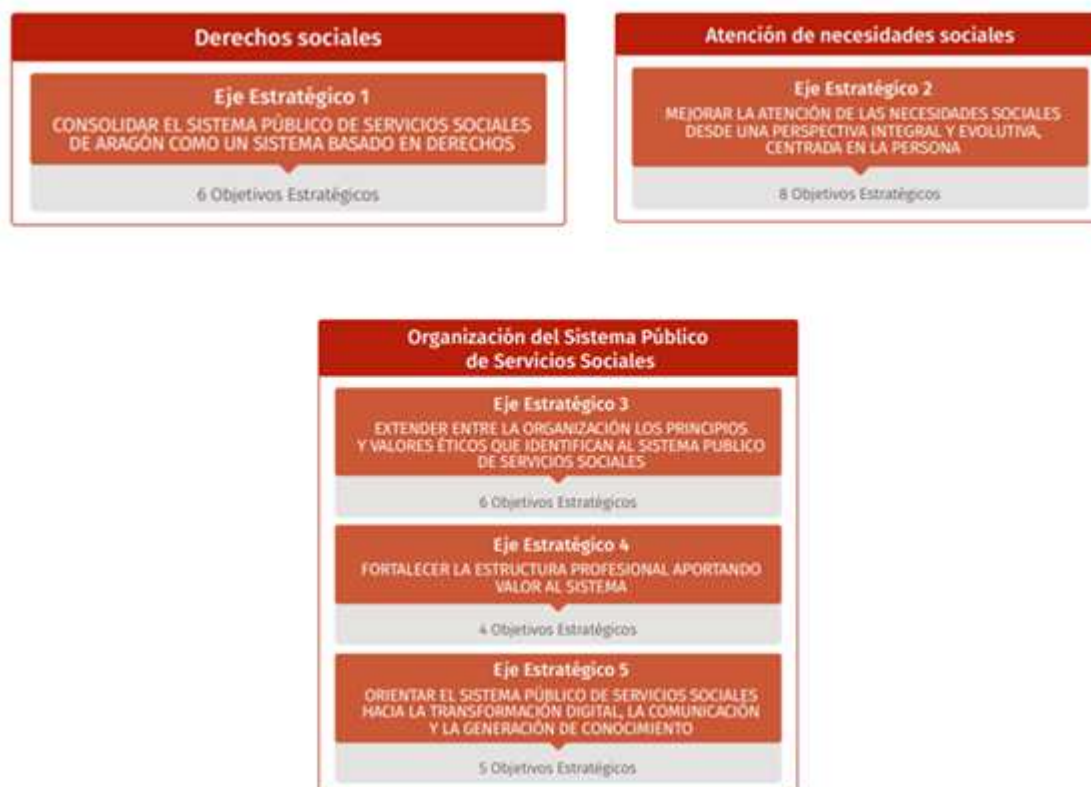 Derechos sociales
Eje Estratégico 1
CONSOLIDAR EL SISTEMA PÚBLICO DE SERVICIOS SOCIALES
DE ARAGÓN COMO UN SISTEMA BASADO EN DERECHOS
6 Objetivos Estratégicos
Atención de necesidades sociales
Eje Estratégico 2
MEJORAR LA ATENCIÓN DE LAS NECESIDADES SOCIALES
DESDE UNA PERSPECTIVA INTEGRAL Y EVOLUTIVA,
CENTRADA EN LA PERSONA
8 Objetivos Estratégicos
Organización del Sistema Público
de Servicios Sociales
Eje Estratégico 3
EXTENDER ENTRE LA ORGANIZACIÓN LOS PRINCIPIOS
Y VALORES ÉTICOS QUE IDENTIFICAN AL SISTEMA PUBLICO
DE SERVICIOS SOCIALES
6 Objetivos Estratégicos
Eje Estratégico 4
FORTALECER LA ESTRUCTURA PROFESIONAL APORTANDO
VALOR AL SISTEMA
4 Objetivos Estratégicos
Eje Estratégico 5
ORIENTAR EL SISTEMA PÚBLICO DE SERVICIOS SOCIALES
HACIA LA TRANSFORMACIÓN DIGITAL, LA COMUNICACIÓN
Y LA GENERACIÓN DE CONOCIMIENTO
5 Objetivos Estratégicos